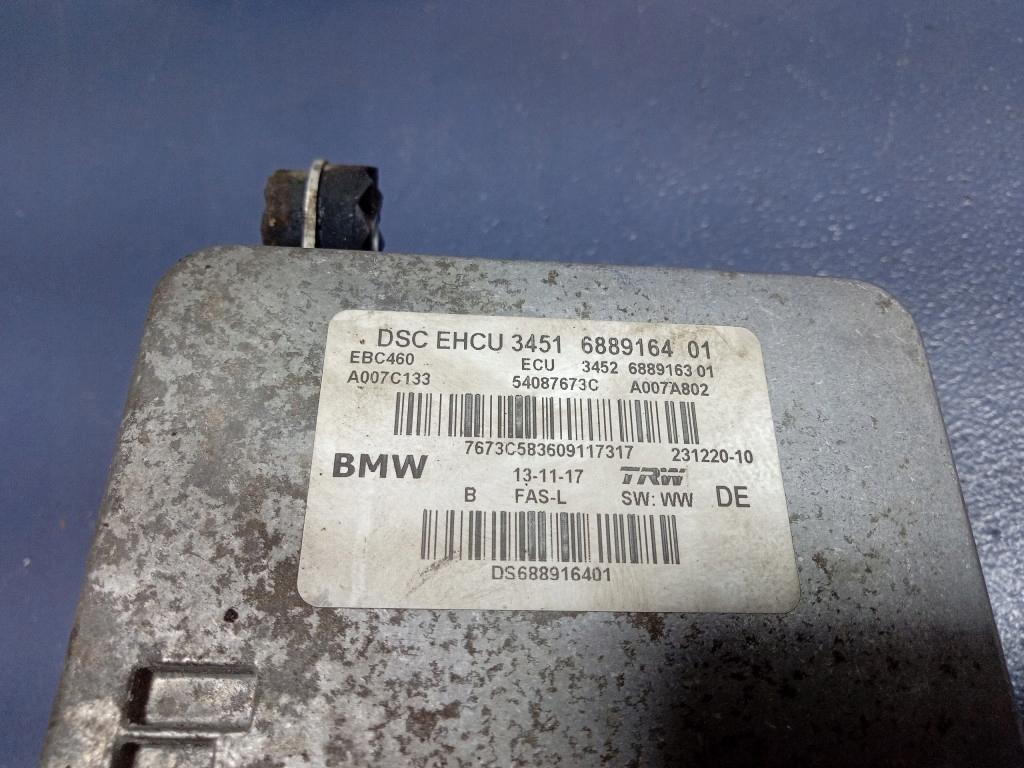 DSC EHCU 3451 6889164 01
EBC460 ECU 3452 6889163 01
A007C133 54087673C A007A802
7673C583609117317 231220-10
BMW 13-11-17 TRW
B FAS-L SW: WW DE
DS688916401